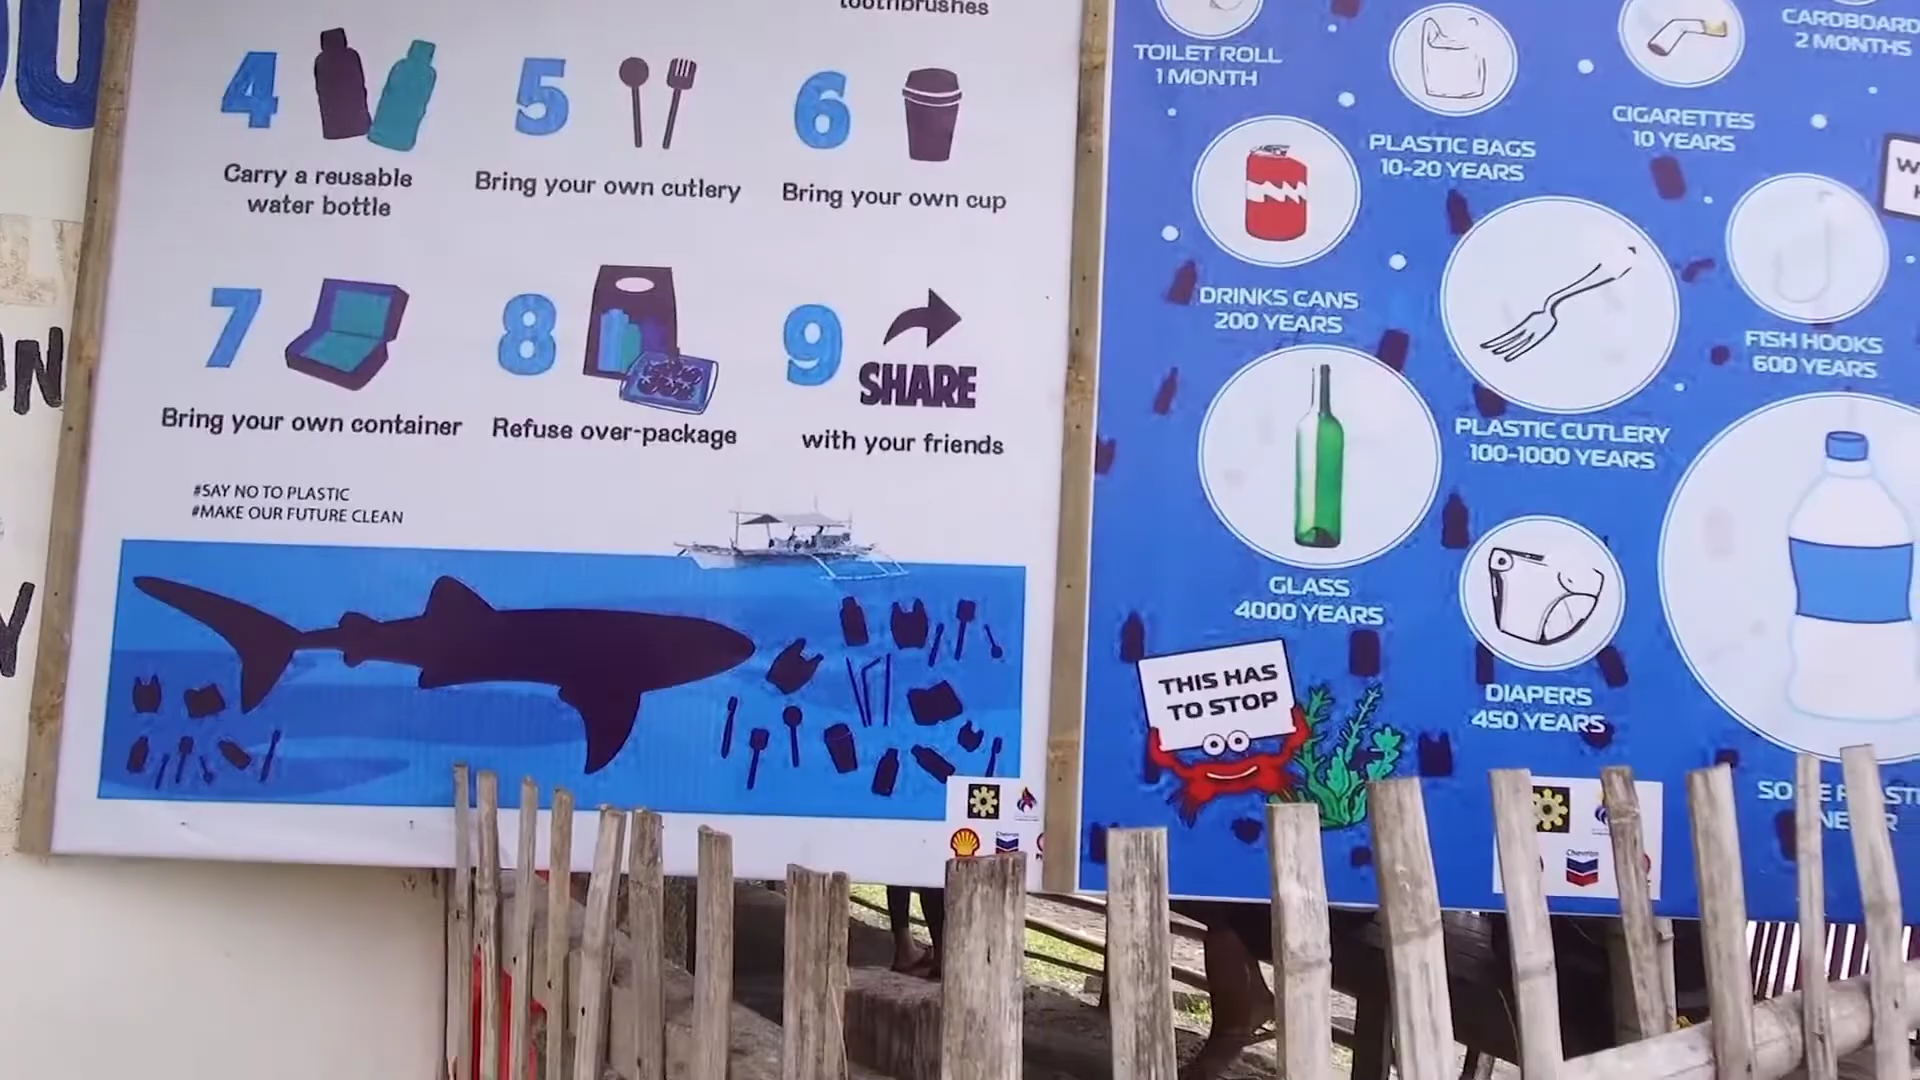 toothbrushes
4
Carry a reusable
water bottle
5
Bring your own cutlery
6
Bring your own cup
7
Bring your own container
8
Refuse over-package
9
SHARE
with your friends
#SAY NO TO PLASTIC
#MAKE OUR FUTURE CLEAN
Chevron
TOILET ROLL
1 MONTH
PLASTIC BAGS
10-20 YEARS
CIGARETTES
10 YEARS
CARDBOARD
2 MONTHS
DRINKS CANS
200 YEARS
PLASTIC CUTLERY
100-1000 YEARS
FISH HOOKS
600 YEARS
GLASS
4000 YEARS
DIAPERS
450 YEARS
THIS HAS
TO STOP
Chevron